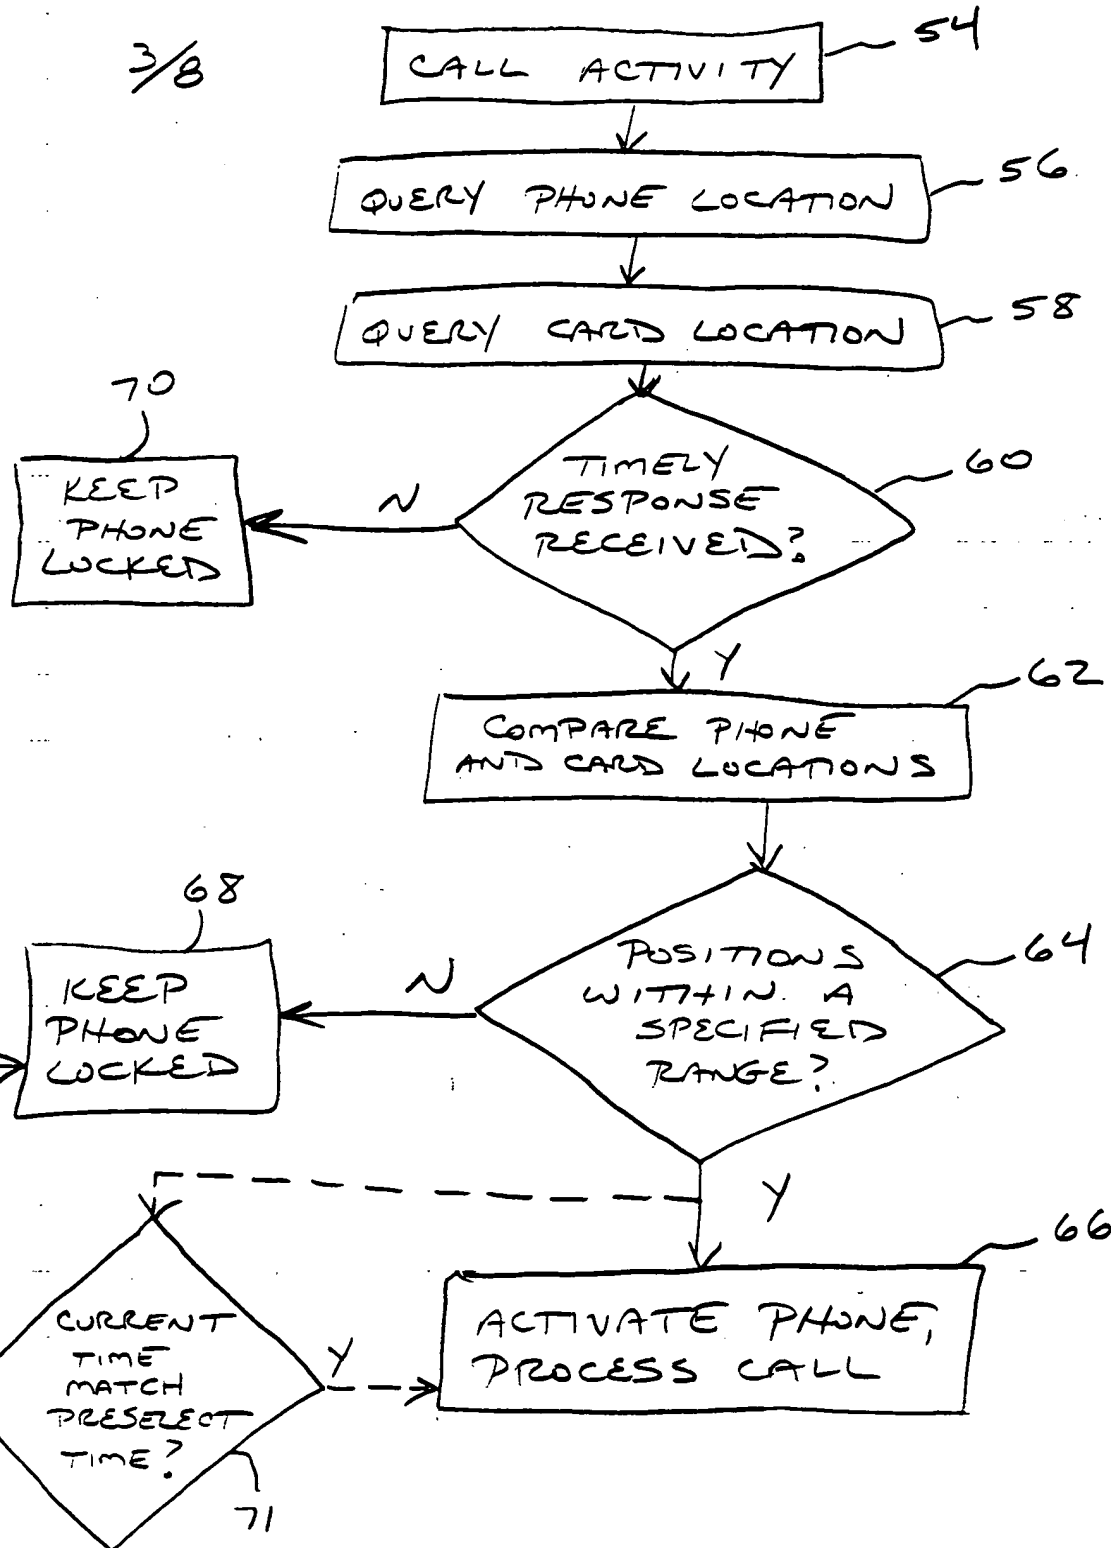 3/8
CALL ACTIVITY
54
QUERY PHONE LOCATION
56
QUERY CARD LOCATION
58
TIMELY
RESPONSE
RECEIVED?
60
N
70
KEEP
PHONE
LOCKED
Y
COMPARE PHONE
AND CARD LOCATIONS
62
POSITIONS
WITHIN A
SPECIFIED
RANGE?
64
N
68
KEEP
PHONE
LOCKED
Y
ACTIVATE PHONE,
PROCESS CALL
66
CURRENT
TIME
MATCH
PRESELECT
TIME?
Y
71